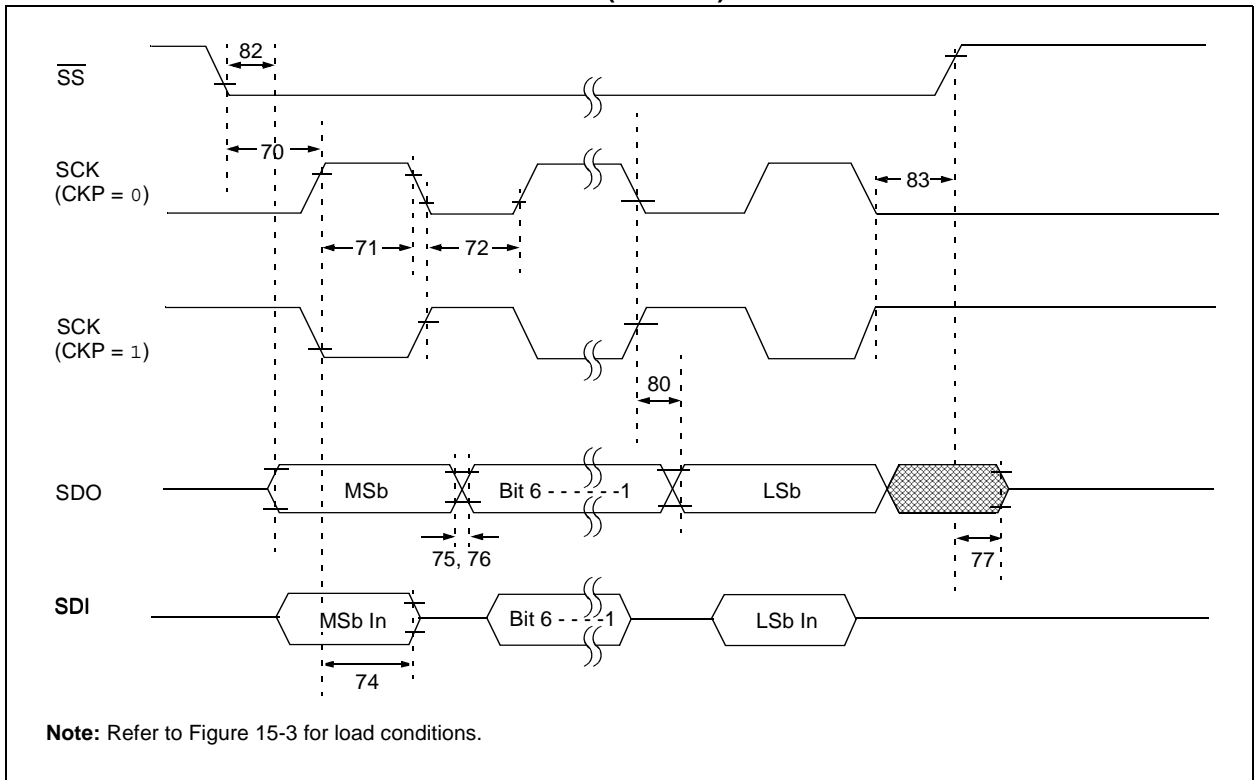 82
SS
70
SCK
(CKP = 0)
83
71
72
SCK
(CKP = 1)
80
SDO
MSb
Bit 6 - - - - - -1
LSb
75, 76
77
SDI
MSb In
Bit 6 - - - -1
LSb In
74
Note: Refer to Figure 15-3 for load conditions.